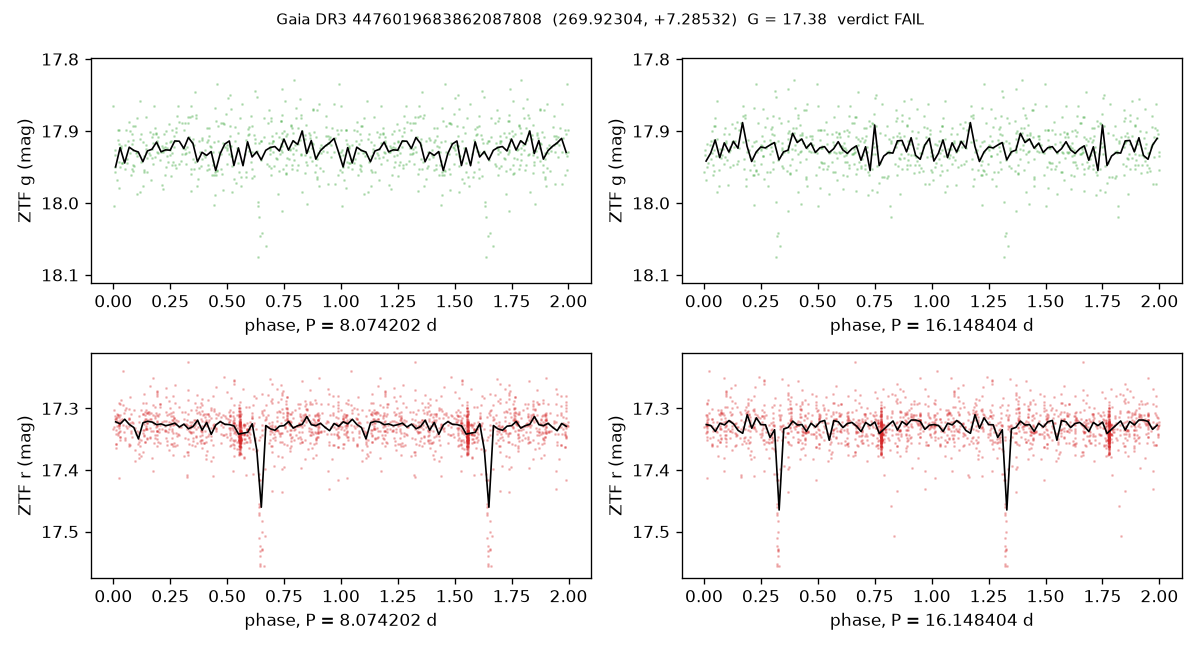 Gaia DR3 4476019683862087808 (269.92304, +7.28532) G = 17.38 verdict FAIL
17.8
17.9
18.0
18.1
ZTF g (mag)
0.00 0.25 0.50 0.75 1.00 1.25 1.50 1.75 2.00
phase, P = 8.074202 d
17.8
17.9
18.0
18.1
ZTF g (mag)
0.00 0.25 0.50 0.75 1.00 1.25 1.50 1.75 2.00
phase, P = 16.148404 d
17.3
17.4
17.5
ZTF r (mag)
0.00 0.25 0.50 0.75 1.00 1.25 1.50 1.75 2.00
phase, P = 8.074202 d
17.3
17.4
17.5
ZTF r (mag)
0.00 0.25 0.50 0.75 1.00 1.25 1.50 1.75 2.00
phase, P = 16.148404 d